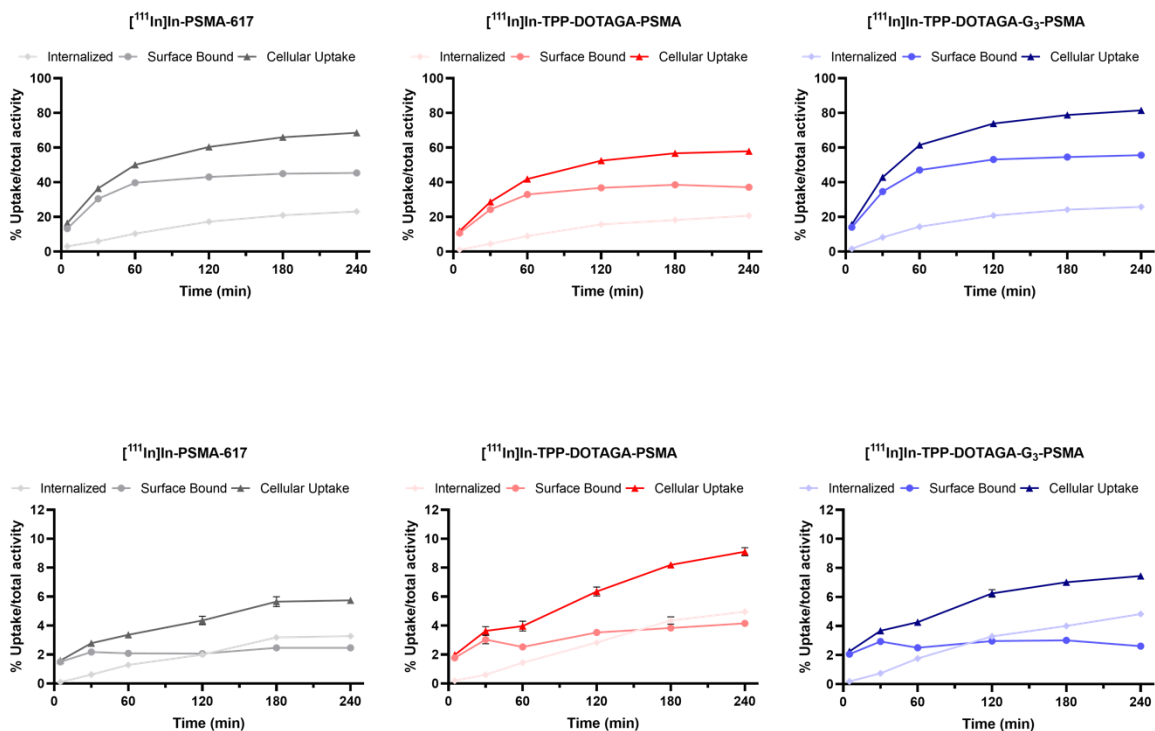 [¹¹¹In]In-PSMA-617
Internalized Surface Bound Cellular Uptake
% Uptake/total activity
100
80
60
40
20
0
0 60 120 180 240
Time (min)
[¹¹¹In]In-TPP-DOTAGA-PSMA
Internalized Surface Bound Cellular Uptake
% Uptake/total activity
100
80
60
40
20
0
0 60 120 180 240
Time (min)
[¹¹¹In]In-TPP-DOTAGA-G₃-PSMA
Internalized Surface Bound Cellular Uptake
% Uptake/total activity
100
80
60
40
20
0
0 60 120 180 240
Time (min)
[¹¹¹In]In-PSMA-617
Internalized Surface Bound Cellular Uptake
% Uptake/total activity
12
10
8
6
4
2
0
0 60 120 180 240
Time (min)
[¹¹¹In]In-TPP-DOTAGA-PSMA
Internalized Surface Bound Cellular Uptake
% Uptake/total activity
12
10
8
6
4
2
0
0 60 120 180 240
Time (min)
[¹¹¹In]In-TPP-DOTAGA-G₃-PSMA
Internalized Surface Bound Cellular Uptake
% Uptake/total activity
12
10
8
6
4
2
0
0 60 120 180 240
Time (min)